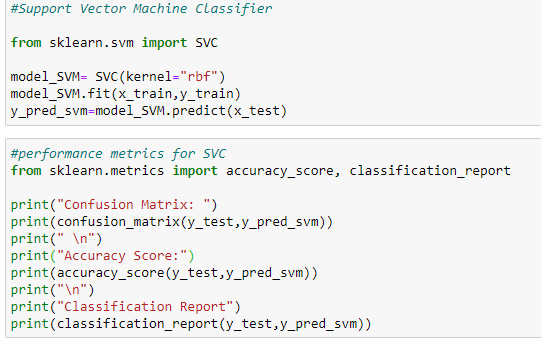 #Support Vector Machine Classifier
from sklearn.svm import SVC
model_SVM= SVC(kernel="rbf")
model_SVM.fit(x_train,y_train)
y_pred_svm=model_SVM.predict(x_test)
#performance metrics for SVC
from sklearn.metrics import accuracy_score, classification_report
print("Confusion Matrix: ")
print(confusion_matrix(y_test,y_pred_svm))
print(" \n")
print("Accuracy Score:")
print(accuracy_score(y_test,y_pred_svm))
print("\n")
print("Classification Report")
print(classification_report(y_test,y_pred_svm))